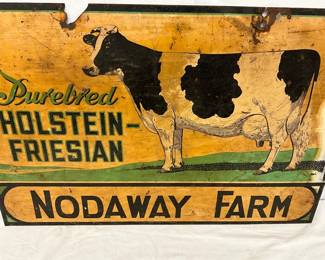 Purebred
HOLSTEIN-
FRIESIAN
NODAWAY FARM